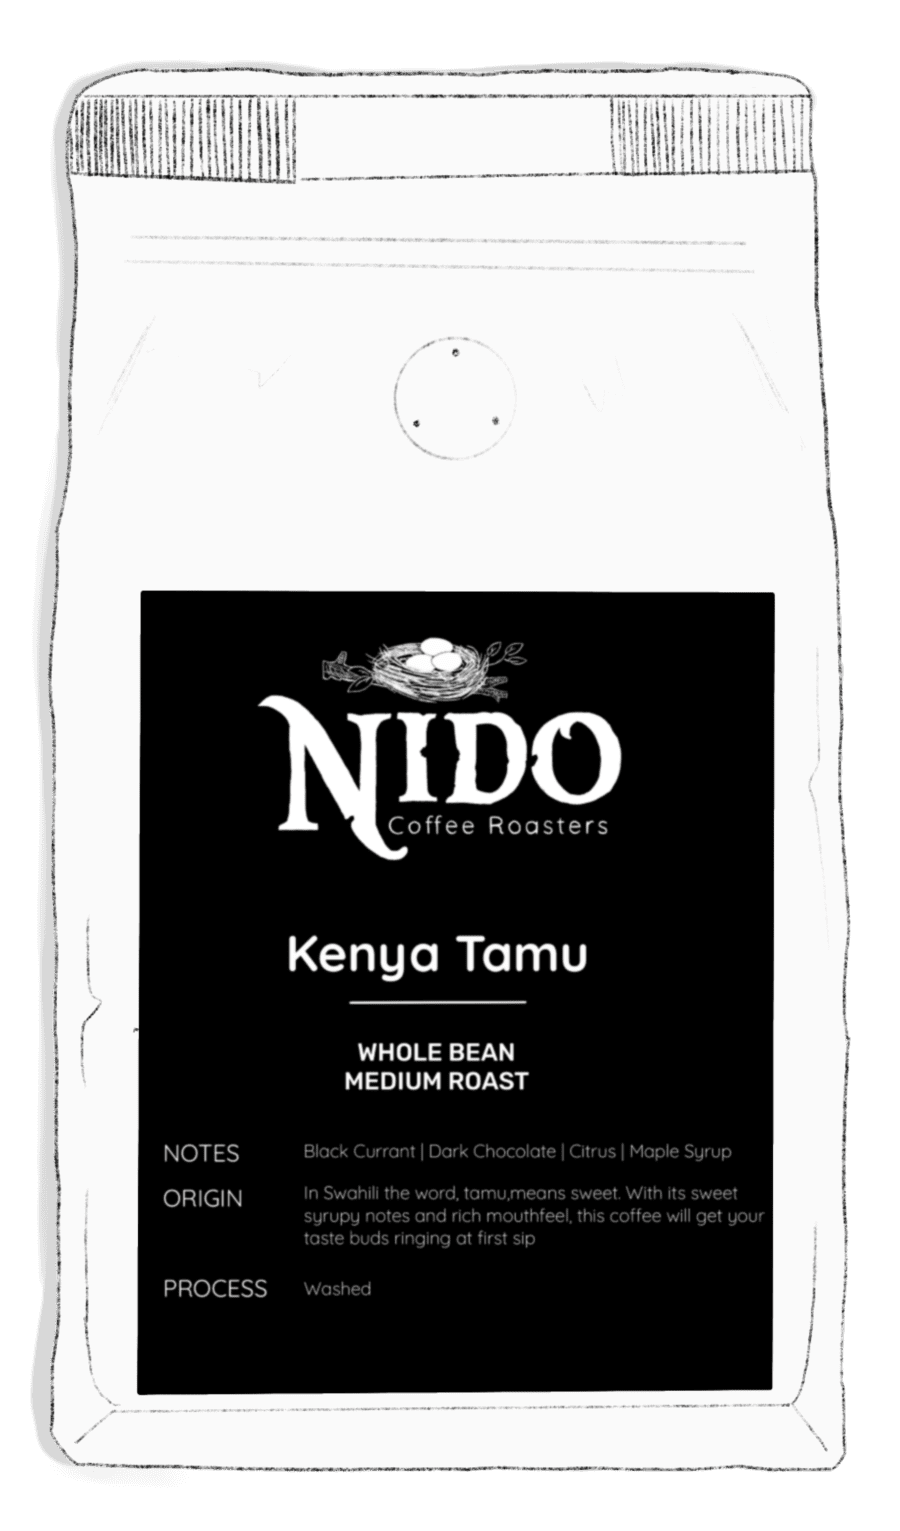 NIDO
Coffee Roasters
Kenya Tamu
WHOLE BEAN
MEDIUM ROAST
NOTES Black Currant | Dark Chocolate | Citrus | Maple Syrup
ORIGIN In Swahili the word, tamu,means sweet. With its sweet
syrupy notes and rich mouthfeel, this coffee will get your
taste buds ringing at first sip
PROCESS Washed